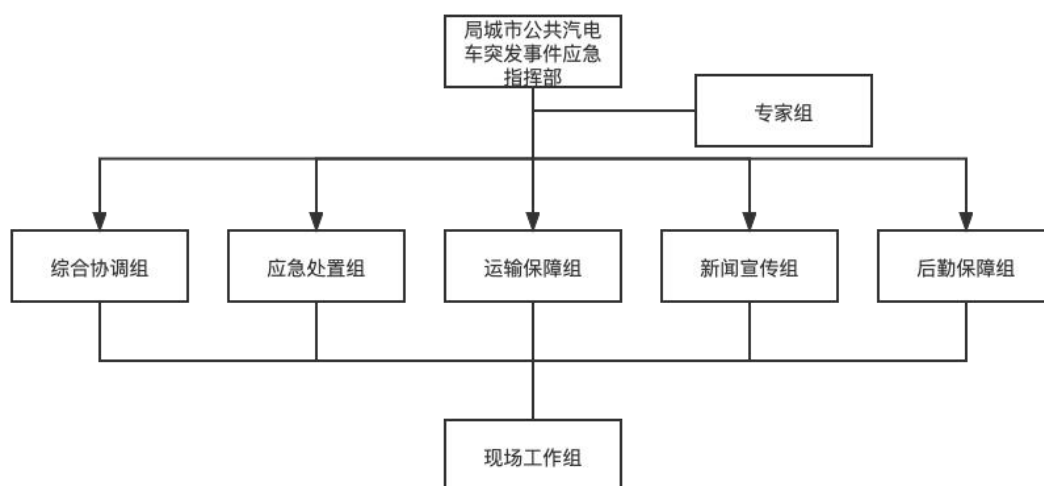 局城市公共汽电
车突发事件应急
指挥部
专家组
综合协调组
应急处置组
运输保障组
新闻宣传组
后勤保障组
现场工作组